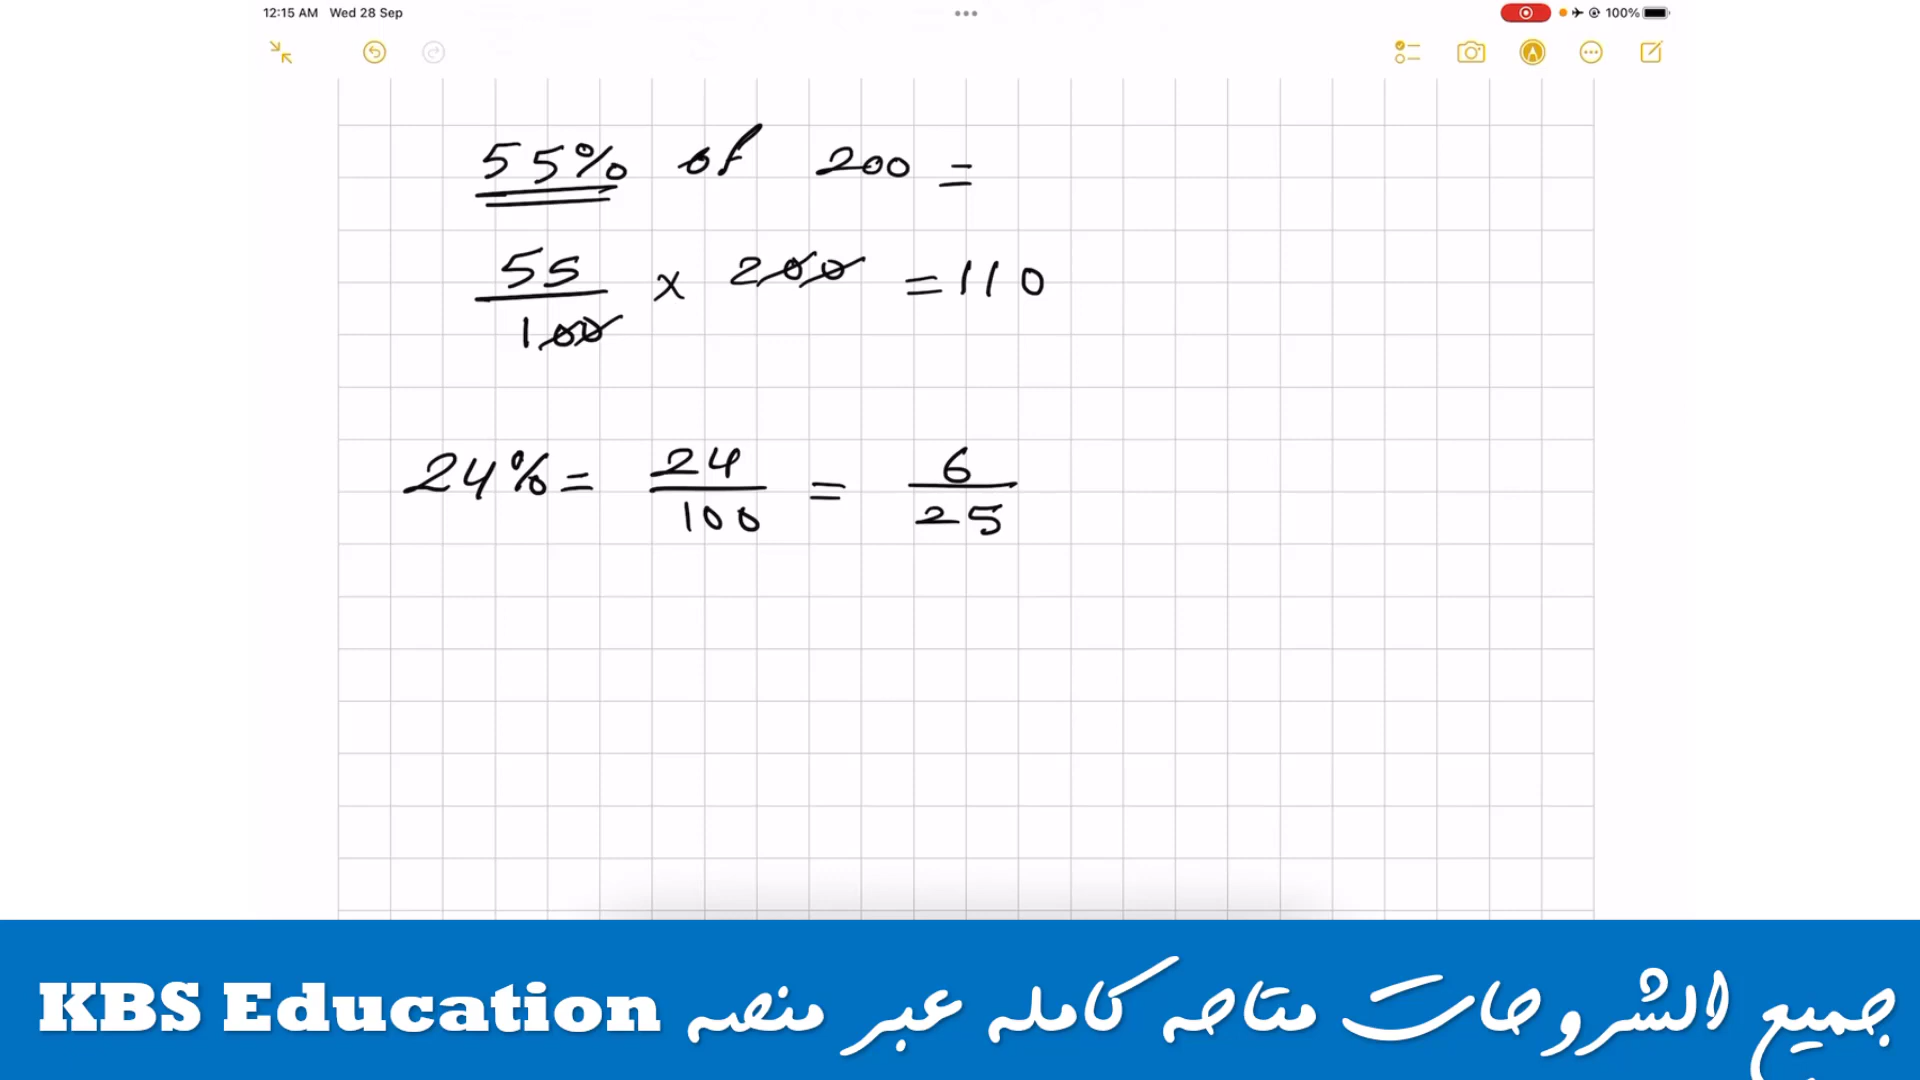 12:15 AM Wed 28 Sep
100%
55% of 200 =
55/100 x 200 = 110
24% = 24/100 = 6/25
جميع الشروحات متاحه كامله عبر منصه KBS Education